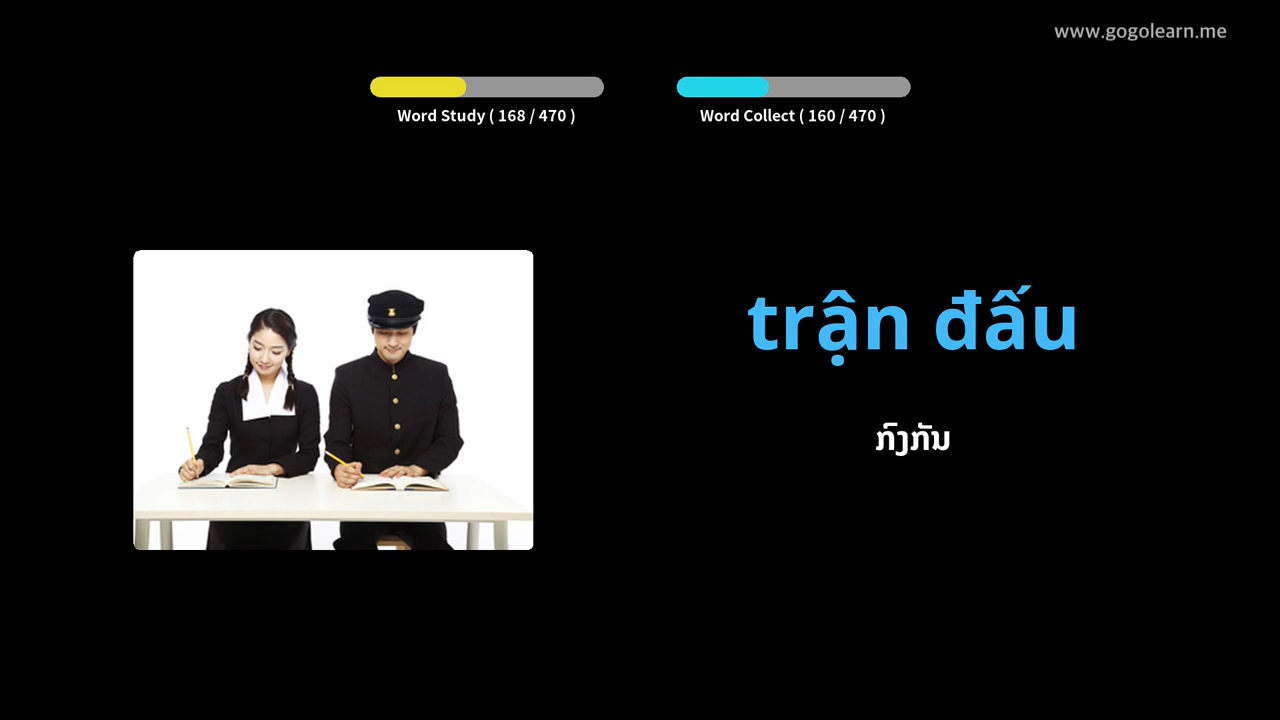 www.gogolearn.me
Word Study ( 168 / 470 )
Word Collect ( 160 / 470 )
trận đấu
ກົງກັນ